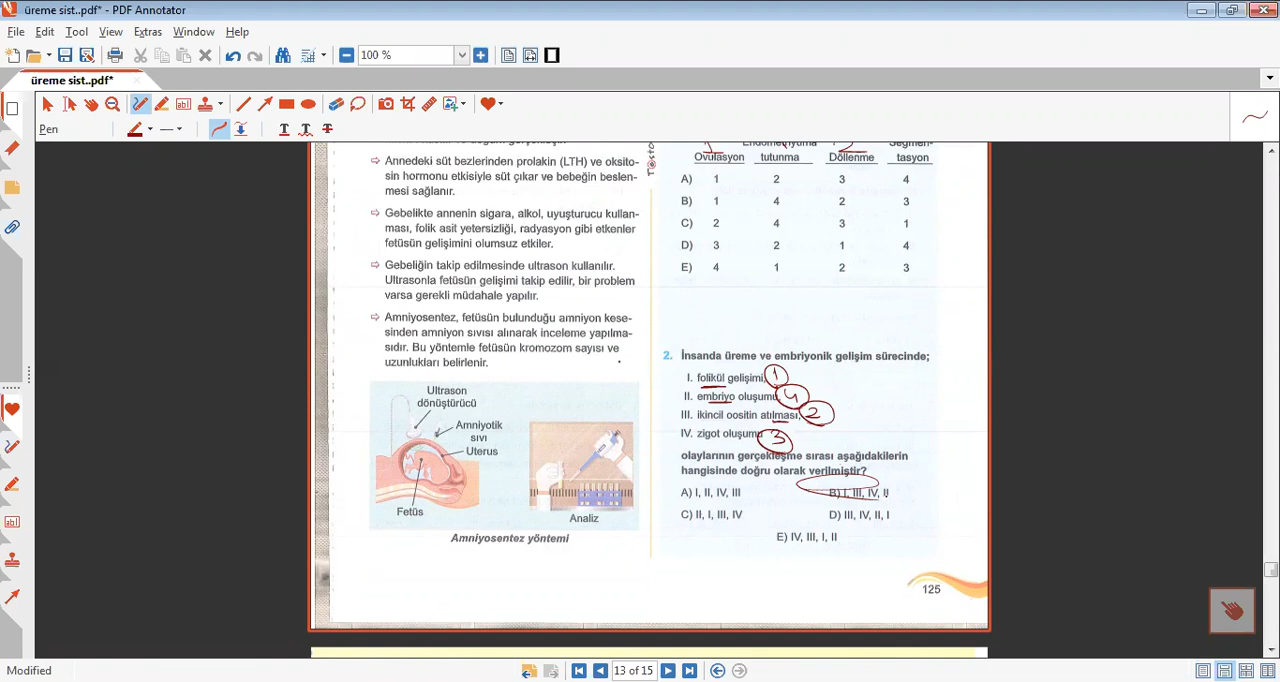 üreme sist..pdf* - PDF Annotator
File Edit Tool View Extras Window Help
100 %
üreme sist..pdf*
Pen
Annedeki süt bezlerinden prolakin (LTH) ve oksito-
sin hormonu etkisiyle süt çıkar ve bebeğin beslen-
mesi sağlanır.
Gebelikte annenin sigara, alkol, uyuşturucu kullan-
ması, folik asit yetersizliği, radyasyon gibi etkenler
fetüsün gelişimini olumsuz etkiler.
Gebeliğin takip edilmesinde ultrason kullanılır.
Ultrasonla fetüsün gelişimi takip edilir, bir problem
varsa gerekli müdahale yapılır.
Amniyosentez, fetüsün bulunduğu amniyon kese-
sinden amniyon sıvısı alınarak inceleme yapılma-
sıdır. Bu yöntemle fetüsün kromozom sayısı ve
uzunlukları belirlenir.
Ultrason
dönüştürücü
Amniyotik
sıvı
Uterus
Fetüs
Analiz
Amniyosentez yöntemi
Ovulasyon tutunma Döllenme tasyon
A) 1 2 3 4
B) 1 4 2 3
C) 2 4 3 1
D) 3 2 1 4
E) 4 1 2 3
2. İnsanda üreme ve embriyonik gelişim sürecinde;
I. folikül gelişimi, 1
II. embriyo oluşumu, 4
III. ikincil oositin atılması, 2
IV. zigot oluşumu 3
olaylarının gerçekleşme sırası aşağıdakilerin
hangisinde doğru olarak verilmiştir?
A) I, II, IV, III B) I, III, IV, II
C) II, I, III, IV D) III, IV, II, I
E) IV, III, I, II
125
Modified
13 of 15